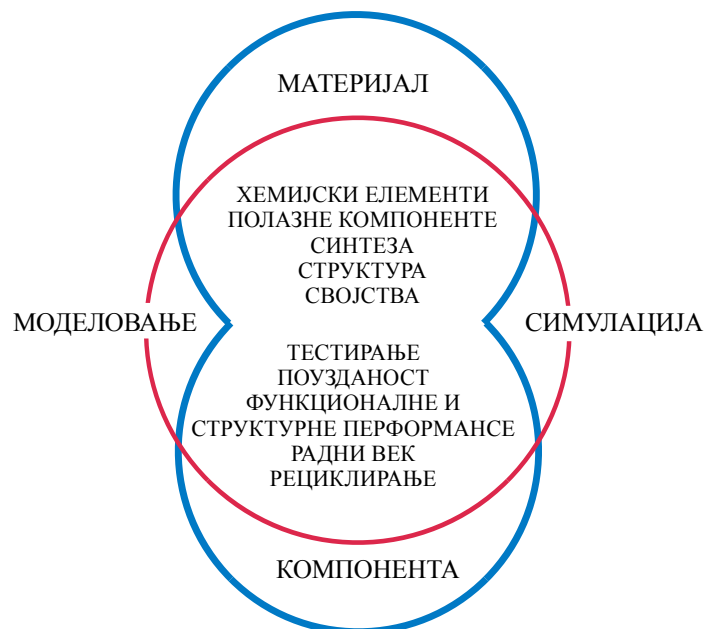 МАТЕРИЈАЛ
ХЕМИЈСКИ ЕЛЕМЕНТИ
ПОЛАЗНЕ КОМПОНЕНТЕ
СИНТЕЗА
СТРУКТУРА
СВОЈСТВА
МОДЕЛОВАЊЕ
СИМУЛАЦИЈА
ТЕСТИРАЊЕ
ПОУЗДАНОСТ
ФУНКЦИОНАЛНЕ И
СТРУКТУРНЕ ПЕРФОРМАНСЕ
РАДНИ ВЕК
РЕЦИКЛИРАЊЕ
КОМПОНЕНТА